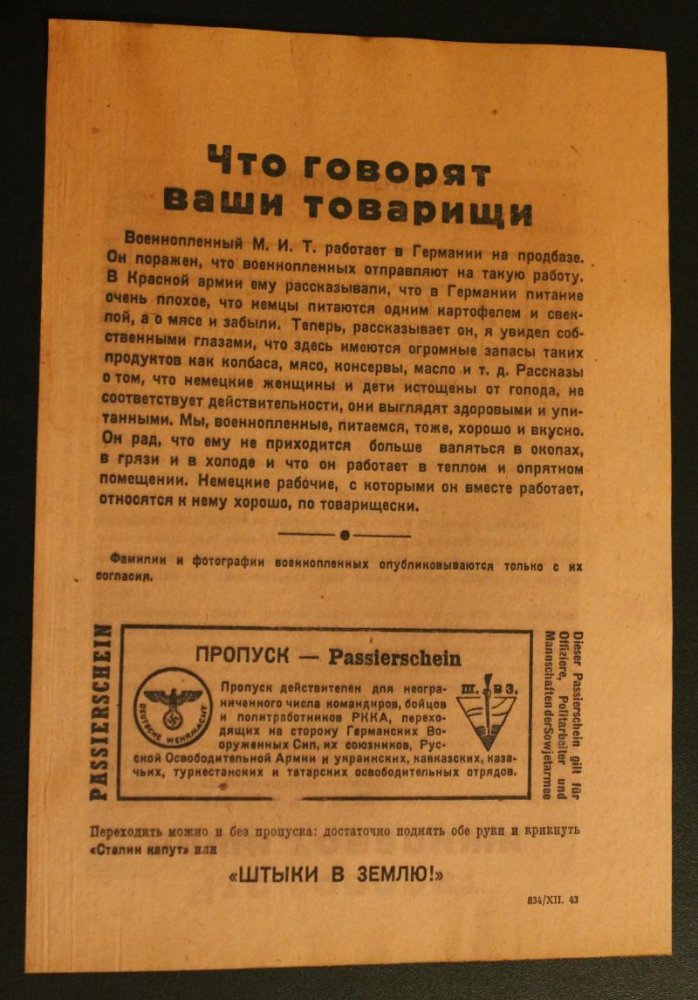 Что говорят
ваши товарищи
Военнопленный М. И. Т. работает в Германии на продбазе.
Он поражен, что военнопленных отправляют на такую работу.
В Красной армии ему рассказывали, что в Германии питание
очень плохое, что немцы питаются одним картофелем и свек-
лой, а о мясе и забыли. Теперь, рассказывает он, я увидел соб-
ственными глазами, что здесь имеются огромные запасы таких
продуктов как колбаса, мясо, консервы, масло и т. д. Рассказы
о том, что немецкие женщины и дети истощены от голода, не
соответствует действительности, они выглядят здоровыми и упи-
танными. Мы, военнопленные, питаемся, тоже, хорошо и вкусно.
Он рад, что ему не приходится больше валяться в окопах,
в грязи и в холоде и что он работает в теплом и опрятном
помещении. Немецкие рабочие, с которыми он вместе работает,
относятся к нему хорошо, по товарищески.
Фамилии и фотографии военнопленных опубликовываются только с их
согласия.
PASSIERSCHEIN
ПРОПУСК — Passierschein
DEUTSCHE WEHRMACHT
Пропуск действителен для неогра-
ниченного числа командиров, бойцов
и политработников РККА, перехо-
дящих на сторону Германских Во-
оруженных Сил, их союзников, Рус-
ской Освободительной Армии и украинских, кавказских, каза-
чьих, туркестанских и татарских освободительных отрядов.
Ш. В З.
Dieser Passierschein gilt für
Offiziere, Politarbeiter und
Mannschaften der Sowjetarmee
Переходить можно и без пропуска: достаточно поднять обе руки и крикнуть
«Сталин капут» или
«ШТЫКИ В ЗЕМЛЮ!»
834/XII. 43